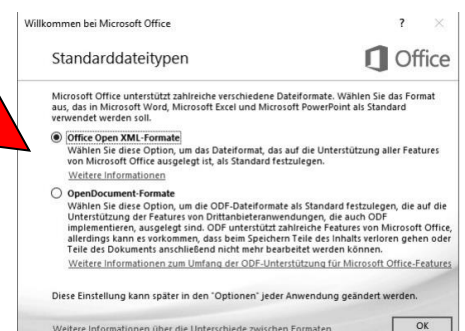 Willkommen bei Microsoft Office ?
Standarddateitypen
Office
Microsoft Office unterstützt zahlreiche verschiedene Dateiformate. Wählen Sie das Format
aus, das in Microsoft Word, Microsoft Excel und Microsoft PowerPoint als Standard
verwendet werden soll.
Office Open XML-Formate
Wählen Sie diese Option, um das Dateiformat, das auf die Unterstützung aller Features
von Microsoft Office ausgelegt ist, als Standard festzulegen.
Weitere Informationen
OpenDocument-Formate
Wählen Sie diese Option, um die ODF-Dateiformate als Standard festzulegen, die auf die
Unterstützung der Features von Drittanbieteranwendungen, die auch ODF
implementieren, ausgelegt sind. ODF unterstützt zahlreiche Features von Microsoft Office,
allerdings kann es vorkommen, dass beim Speichern Teile des Inhalts verloren gehen oder
Teile des Dokuments anschließend nicht mehr bearbeitet werden können.
Weitere Informationen zum Umfang der ODF-Unterstützung für Microsoft Office-Features
Diese Einstellung kann später in den "Optionen" jeder Anwendung geändert werden.
Weitere Informationen über die Unterschiede zwischen Formaten
OK